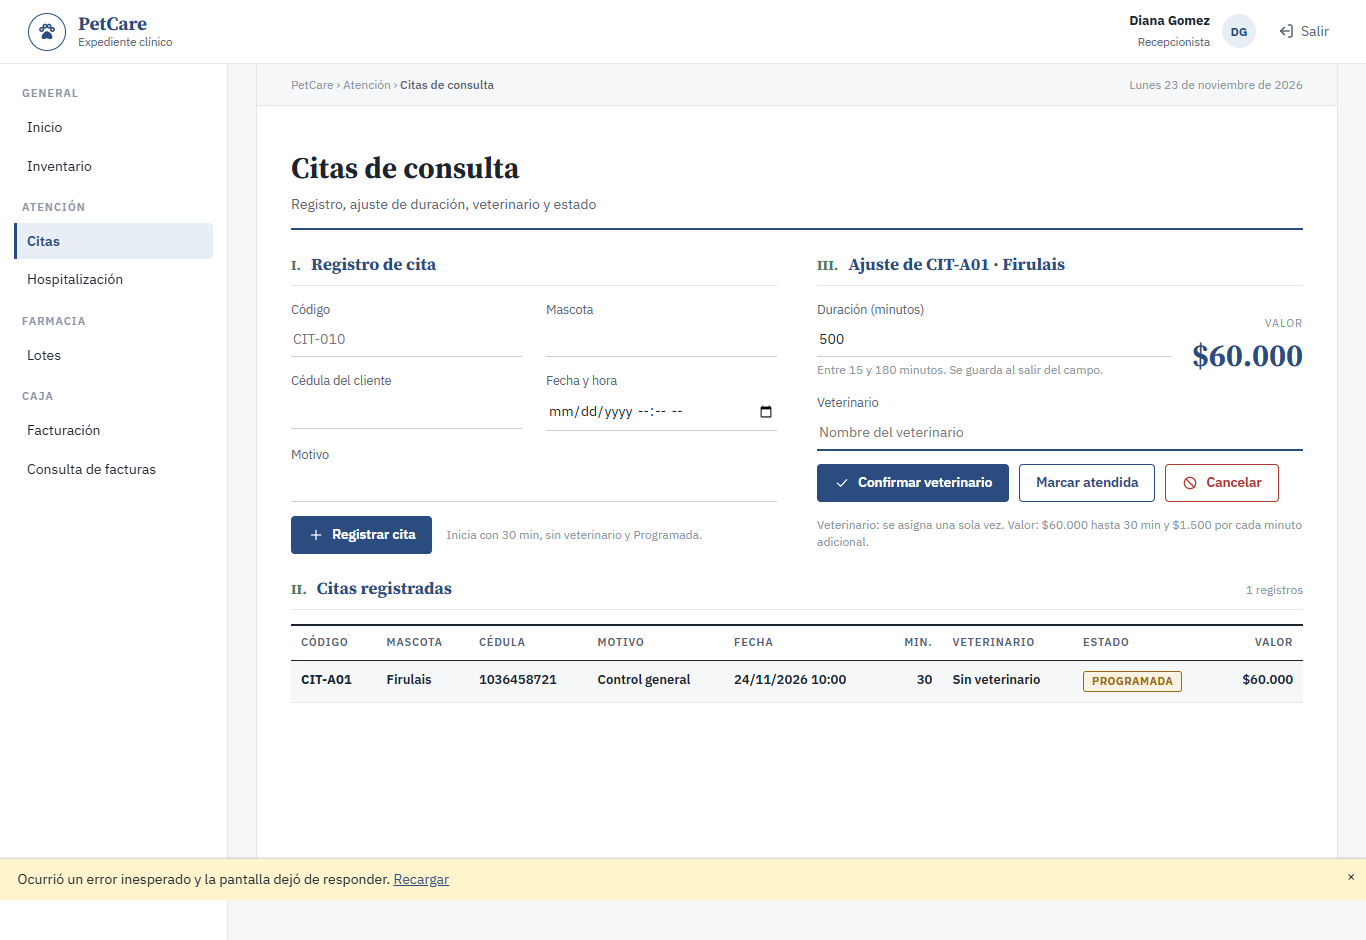 PetCare
Expediente clínico
Diana Gomez
Recepcionista
DG
Salir
GENERAL
Inicio
Inventario
ATENCIÓN
Citas
Hospitalización
FARMACIA
Lotes
CAJA
Facturación
Consulta de facturas
PetCare › Atención › Citas de consulta
Lunes 23 de noviembre de 2026
Citas de consulta
Registro, ajuste de duración, veterinario y estado
I. Registro de cita
Código
Mascota
CIT-010
Cédula del cliente
Fecha y hora
mm/dd/yyyy --:-- --
Motivo
Registrar cita
Inicia con 30 min, sin veterinario y Programada.
III. Ajuste de CIT-A01 · Firulais
Duración (minutos)
500
VALOR
$60.000
Entre 15 y 180 minutos. Se guarda al salir del campo.
Veterinario
Nombre del veterinario
Confirmar veterinario
Marcar atendida
Cancelar
Veterinario: se asigna una sola vez. Valor: $60.000 hasta 30 min y $1.500 por cada minuto
adicional.
II. Citas registradas
1 registros
CÓDIGO MASCOTA CÉDULA MOTIVO FECHA MIN. VETERINARIO ESTADO VALOR
CIT-A01 Firulais 1036458721 Control general 24/11/2026 10:00 30 Sin veterinario PROGRAMADA $60.000
Ocurrió un error inesperado y la pantalla dejó de responder. Recargar
×